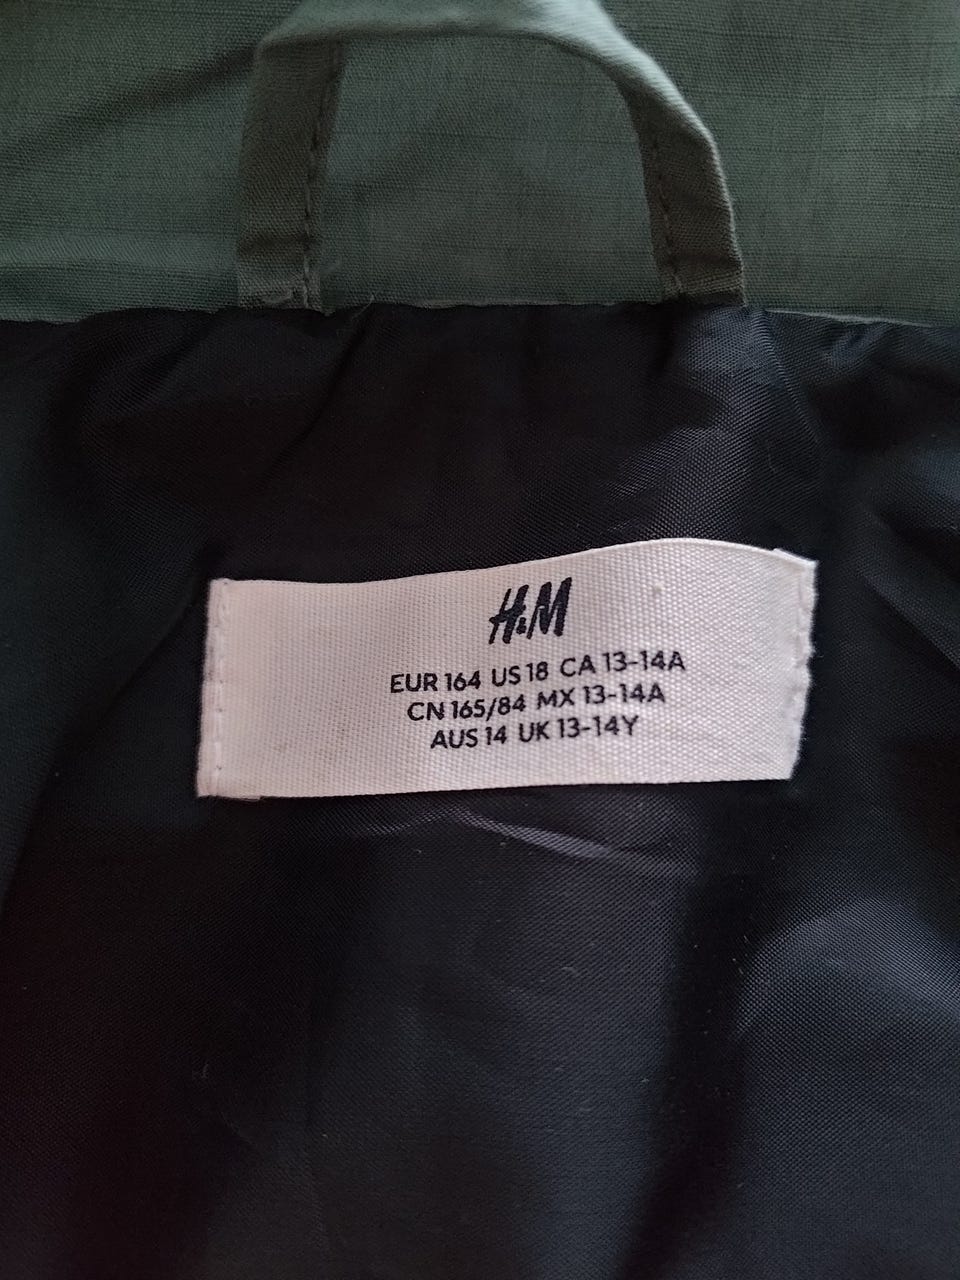 H&M
EUR 164 US 18 CA 13-14A
CN 165/84 MX 13-14A
AUS 14 UK 13-14Y